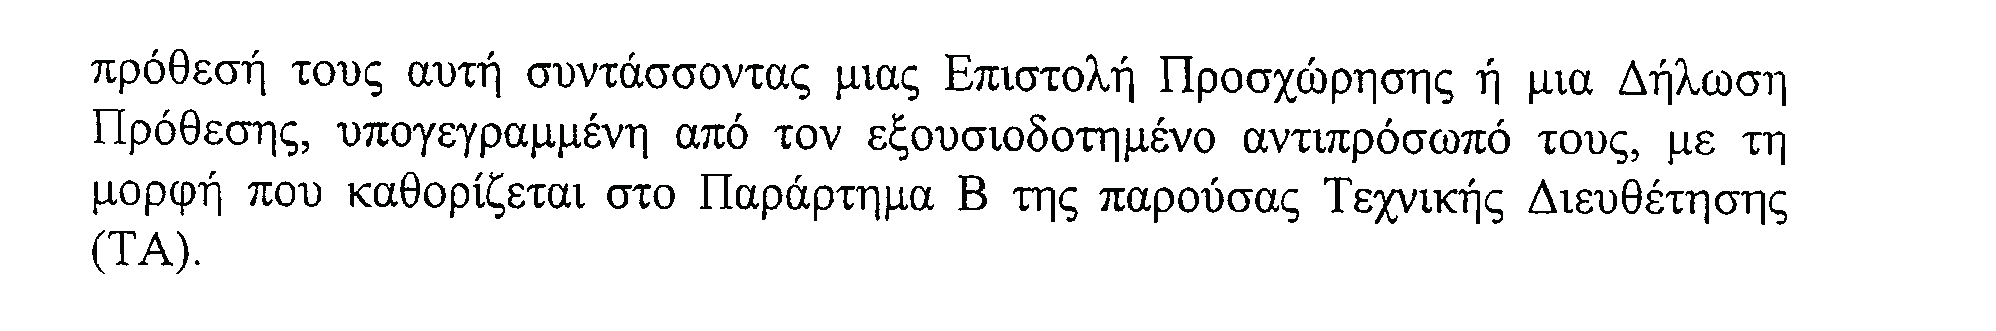 πρόθεσή τους αυτή συντάσσοντας μιας Επιστολή Προσχώρησης ή μια Δήλωση
Πρόθεσης, υπογεγραμμένη από τον εξουσιοδοτημένο αντιπρόσωπό τους, με τη
μορφή που καθορίζεται στο Παράρτημα Β της παρούσας Τεχνικής Διευθέτησης
(ΤΑ).